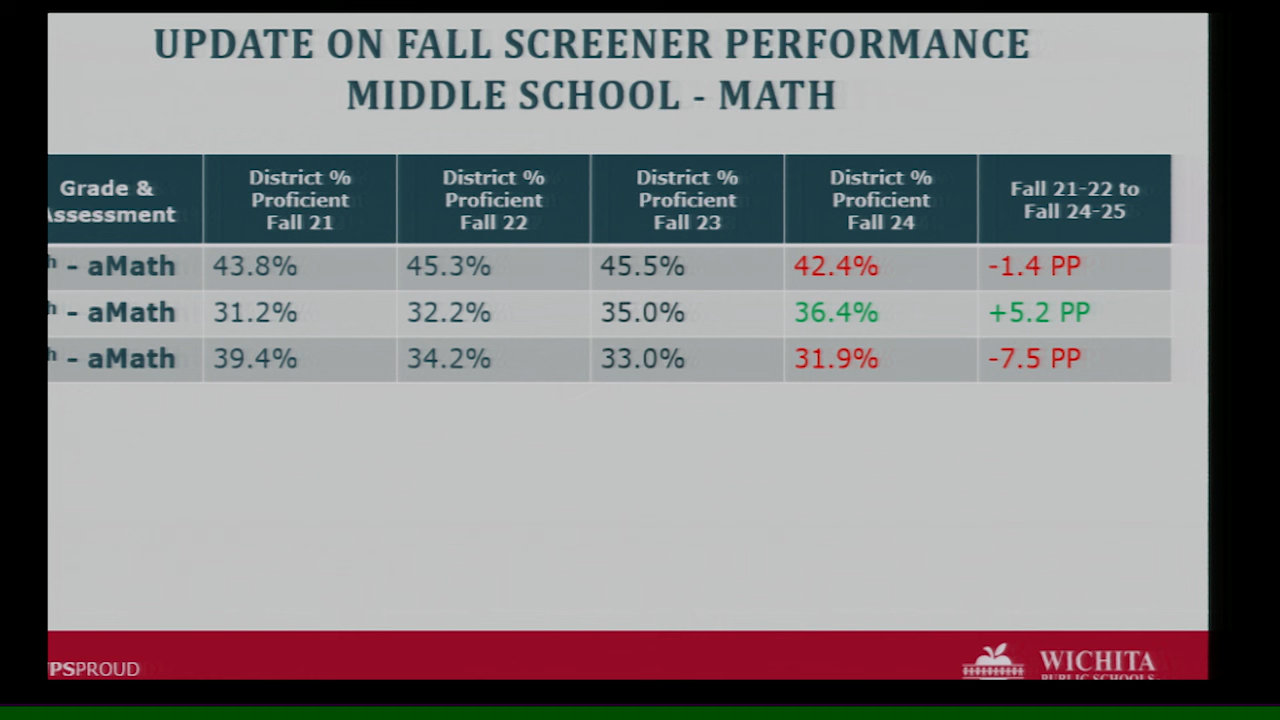 UPDATE ON FALL SCREENER PERFORMANCE
MIDDLE SCHOOL - MATH
Grade & Assessment District % Proficient Fall 21 District % Proficient Fall 22 District % Proficient Fall 23 District % Proficient Fall 24 Fall 21-22 to Fall 24-25
h - aMath 43.8% 45.3% 45.5% 42.4% -1.4 PP
h - aMath 31.2% 32.2% 35.0% 36.4% +5.2 PP
h - aMath 39.4% 34.2% 33.0% 31.9% -7.5 PP
PSPROUD
WICHITA
PUBLIC SCHOOLS